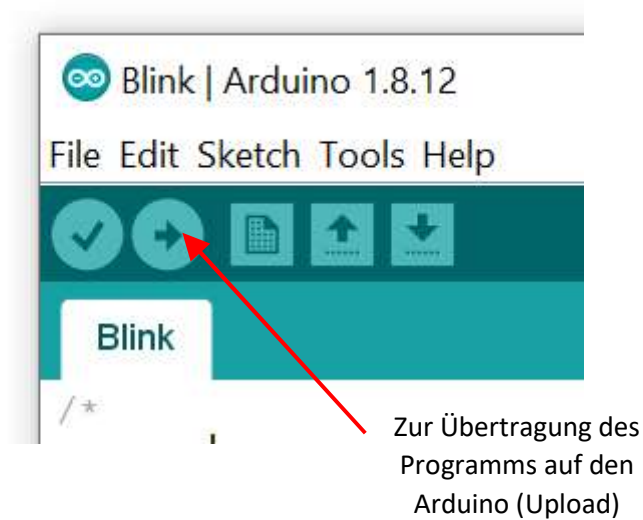 Blink | Arduino 1.8.12
File Edit Sketch Tools Help
Blink
/*
Zur Übertragung des
Programms auf den
Arduino (Upload)